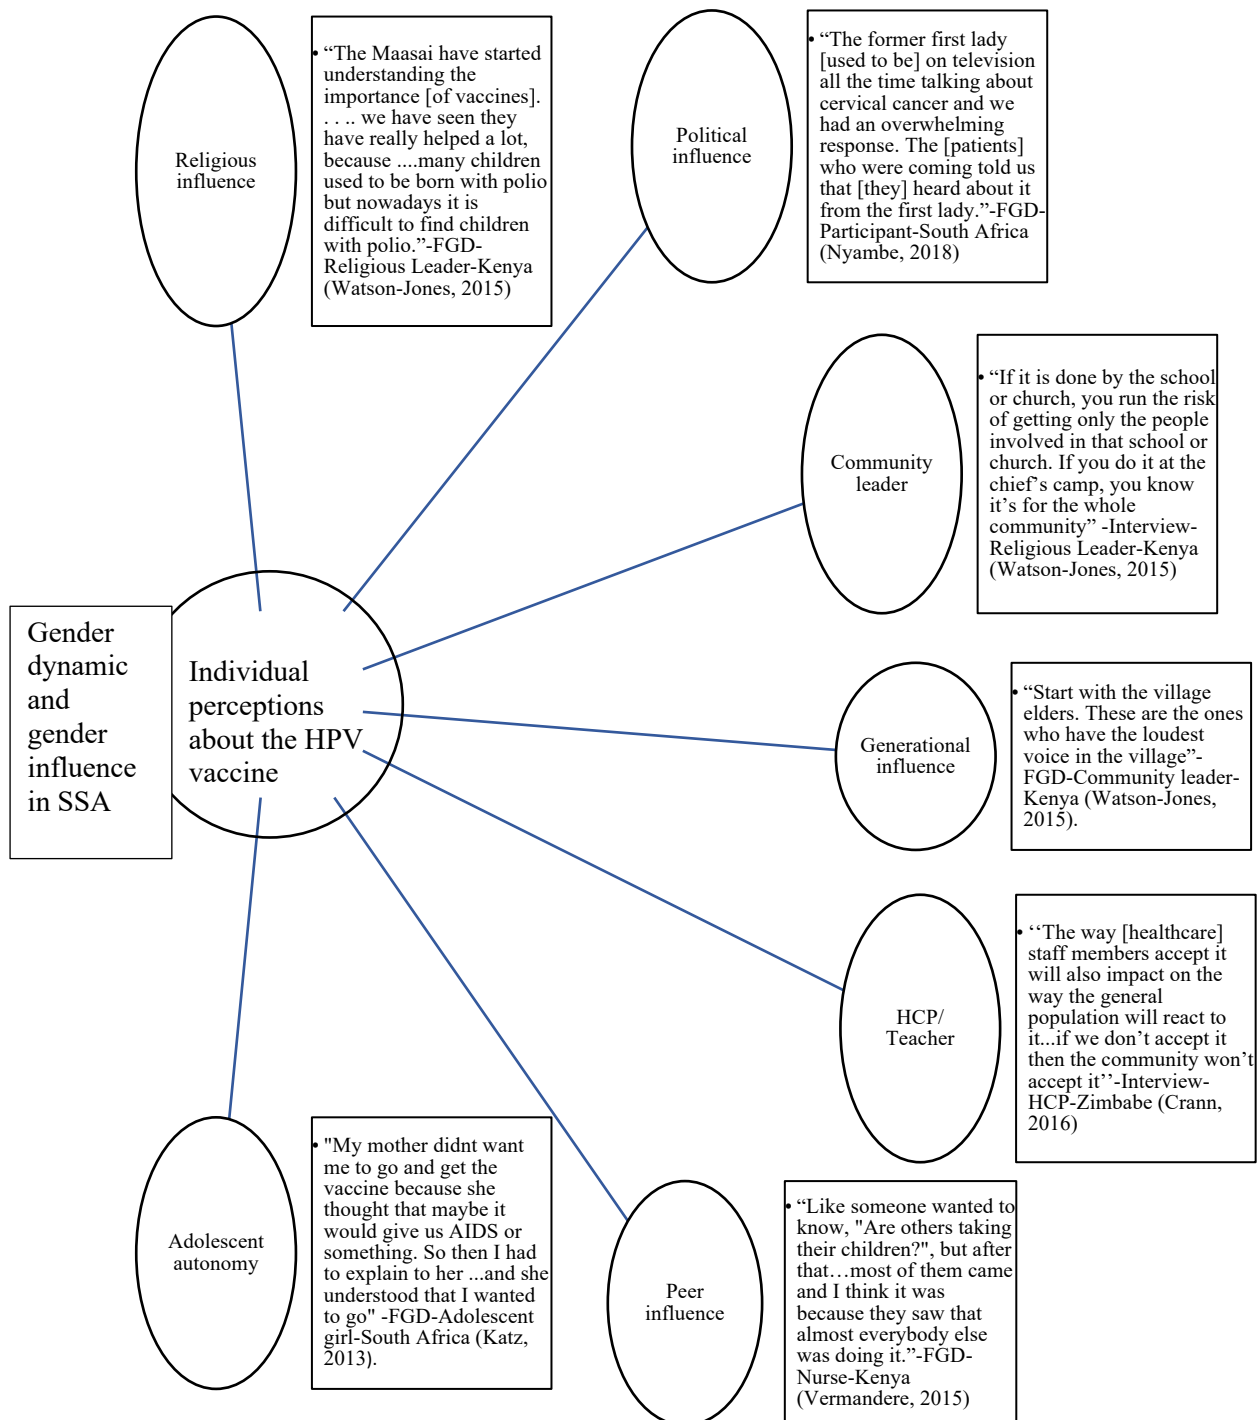 Religious
influence
• “The Maasai have started
understanding the
importance [of vaccines].
. . .. we have seen they
have really helped a lot,
because ....many children
used to be born with polio
but nowadays it is
difficult to find children
with polio.”-FGD-
Religious Leader-Kenya
(Watson-Jones, 2015)
Political
influence
• “The former first lady
[used to be] on television
all the time talking about
cervical cancer and we
had an overwhelming
response. The [patients]
who were coming told us
that [they] heard about it
from the first lady.”-FGD-
Participant-South Africa
(Nyambe, 2018)
Community
leader
• “If it is done by the school
or church, you run the risk
of getting only the people
involved in that school or
church. If you do it at the
chief’s camp, you know
it’s for the whole
community” -Interview-
Religious Leader-Kenya
(Watson-Jones, 2015)
Gender
dynamic
and
gender
influence
in SSA
Individual
perceptions
about the HPV
vaccine
Generational
influence
• “Start with the village
elders. These are the ones
who have the loudest
voice in the village”-
FGD-Community leader-
Kenya (Watson-Jones,
2015).
HCP/
Teacher
• ‘‘The way [healthcare]
staff members accept it
will also impact on the
way the general
population will react to
it...if we don’t accept it
then the community won’t
accept it’’-Interview-
HCP-Zimbabe (Crann,
2016)
Adolescent
autonomy
• "My mother didnt want
me to go and get the
vaccine because she
thought that maybe it
would give us AIDS or
something. So then I had
to explain to her ...and she
understood that I wanted
to go" -FGD-Adolescent
girl-South Africa (Katz,
2013).
Peer
influence
• “Like someone wanted to
know, "Are others taking
their children?", but after
that…most of them came
and I think it was
because they saw that
almost everybody else
was doing it.”-FGD-
Nurse-Kenya
(Vermandere, 2015)